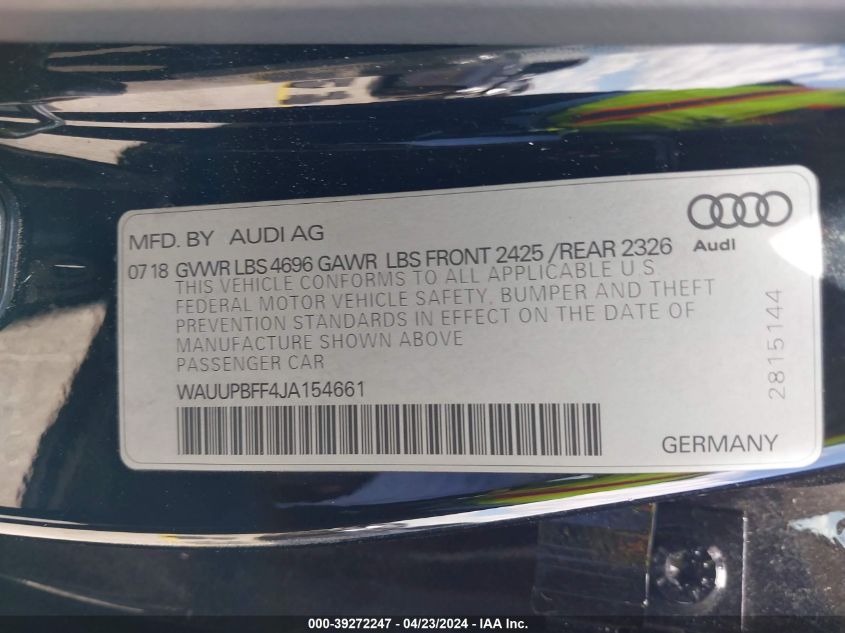 MFD. BY AUDI AG
Audi
07 18 GVWR LBS 4696 GAWR LBS FRONT 2425 /REAR 2326
THIS VEHICLE CONFORMS TO ALL APPLICABLE U.S.
FEDERAL MOTOR VEHICLE SAFETY, BUMPER AND THEFT
PREVENTION STANDARDS IN EFFECT ON THE DATE OF
MANUFACTURE SHOWN ABOVE
PASSENGER CAR
WAUUPBFF4JA154661
2815144
GERMANY
000-39272247 - 04/23/2024 - IAA Inc.